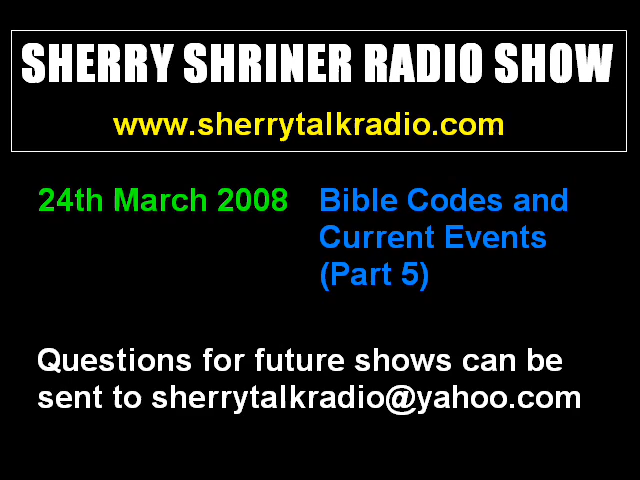 SHERRY SHRINER RADIO SHOW
www.sherrytalkradio.com
24th March 2008
Bible Codes and
Current Events
(Part 5)
Questions for future shows can be
sent to sherrytalkradio@yahoo.com